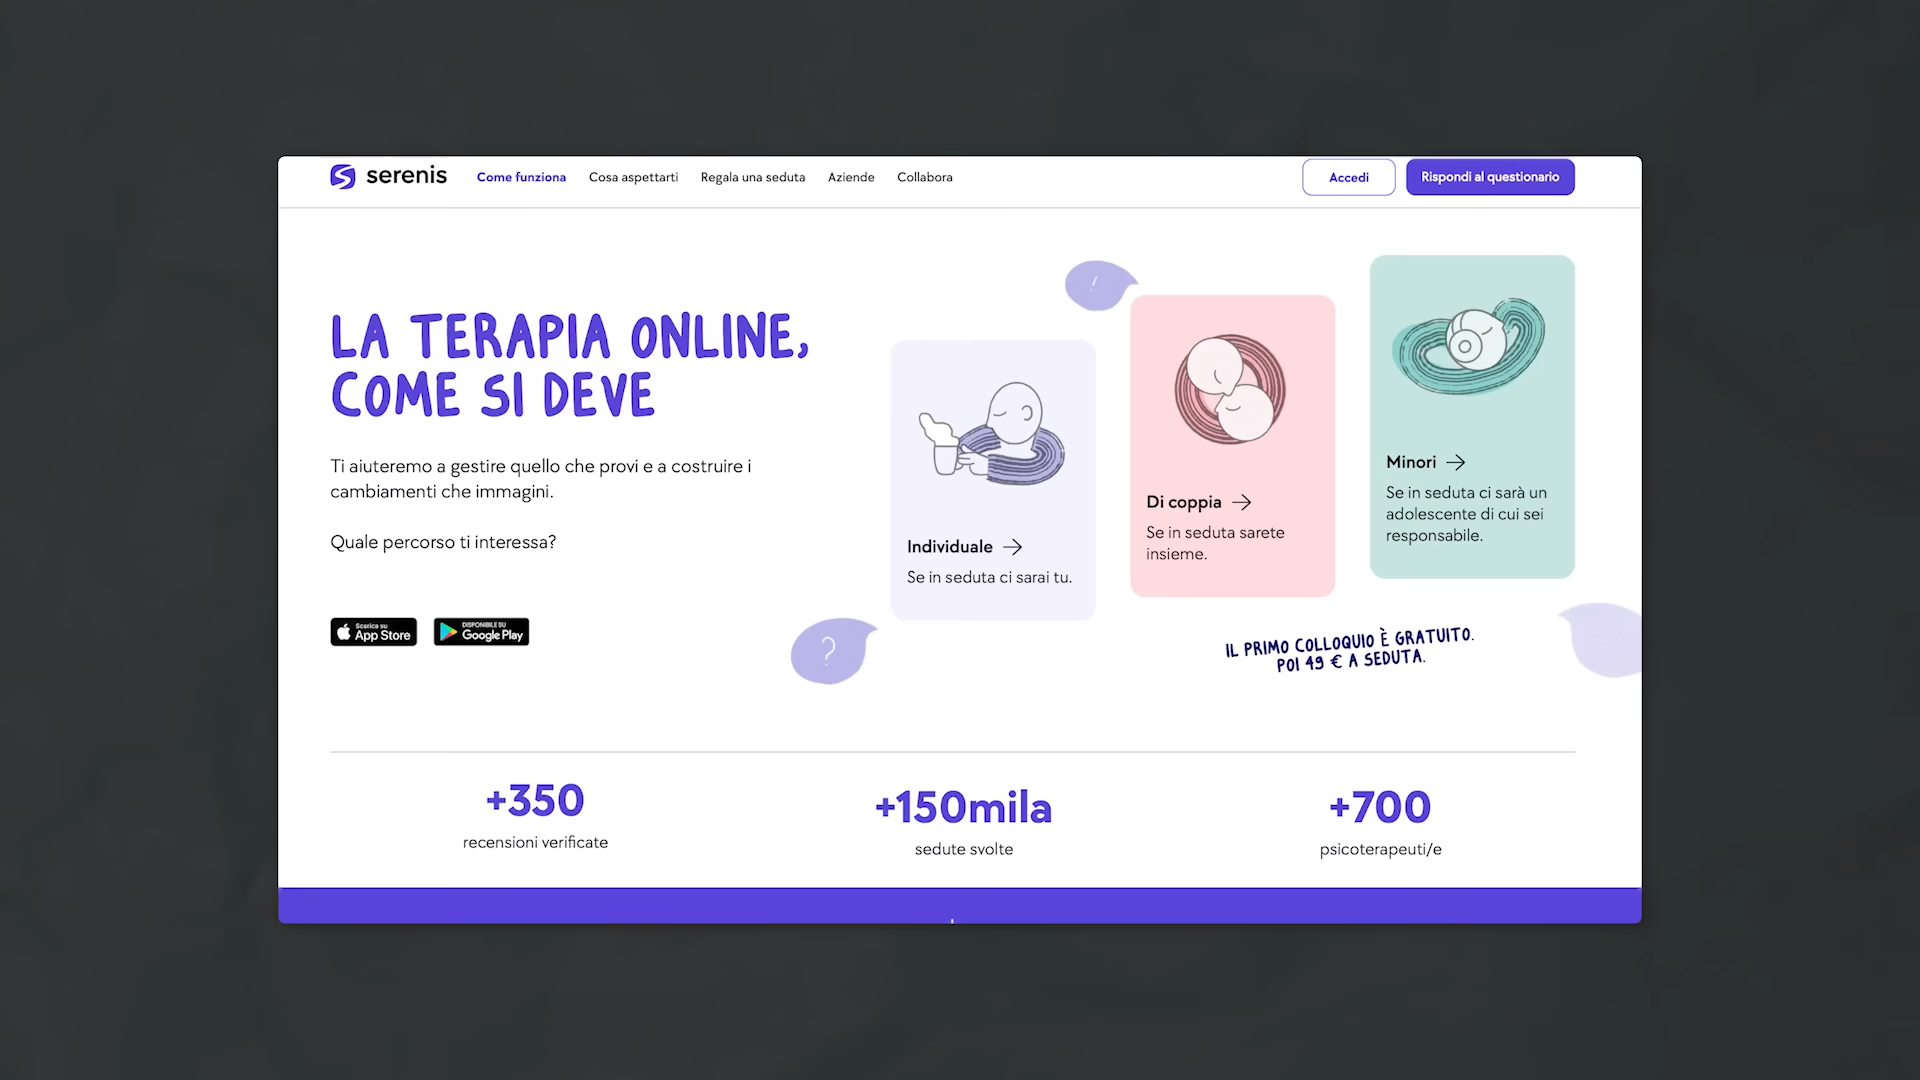 serenis
Come funziona
Cosa aspettarti
Regala una seduta
Aziende
Collabora
Accedi
Rispondi al questionario
LA TERAPIA ONLINE,
COME SI DEVE
Ti aiuteremo a gestire quello che provi e a costruire i
cambiamenti che immagini.
Quale percorso ti interessa?
Scarica su
App Store
DISPONIBILE SU
Google Play
!
?
Individuale →
Se in seduta ci sarai tu.
Di coppia →
Se in seduta sarete
insieme.
Minori →
Se in seduta ci sarà un
adolescente di cui sei
responsabile.
IL PRIMO COLLOQUIO È GRATUITO.
POI 49 € A SEDUTA.
+350
recensioni verificate
+150mila
sedute svolte
+700
psicoterapeuti/e